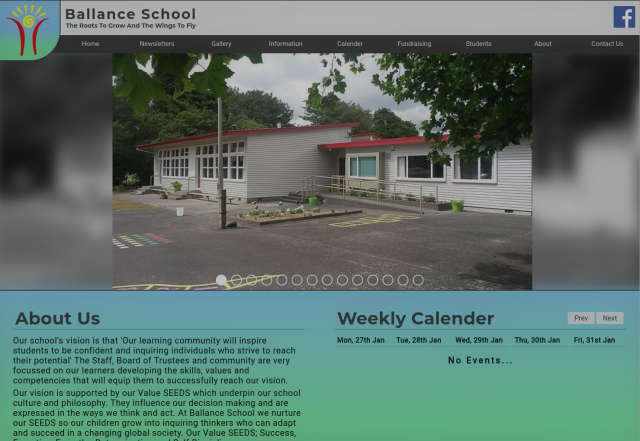 Ballance School
The Roots To Grow And The Wings To Fly
Home Newsletters Gallery Information Calender Fundraising Students About Contact Us
About Us
Our school's vision is that 'Our learning community will inspire
students to be confident and inquiring individuals who strive to reach
their potential' The Staff, Board of Trustees and community are very
focussed on our learners developing the skills, values and
competencies that will equip them to successfully reach our vision.
Our vision is supported by our Value SEEDS which underpin our school
culture and philosophy. They influence our decision making and are
expressed in the ways we think and act. At Ballance School we nurture
our SEEDS so our children grow into inquiring thinkers who can adapt
and succeed in a changing global society. Our Value SEEDS; Success,
Weekly Calender
Prev Next
Mon, 27th Jan Tue, 28th Jan Wed, 29th Jan Thu, 30th Jan Fri, 31st Jan
No Events...